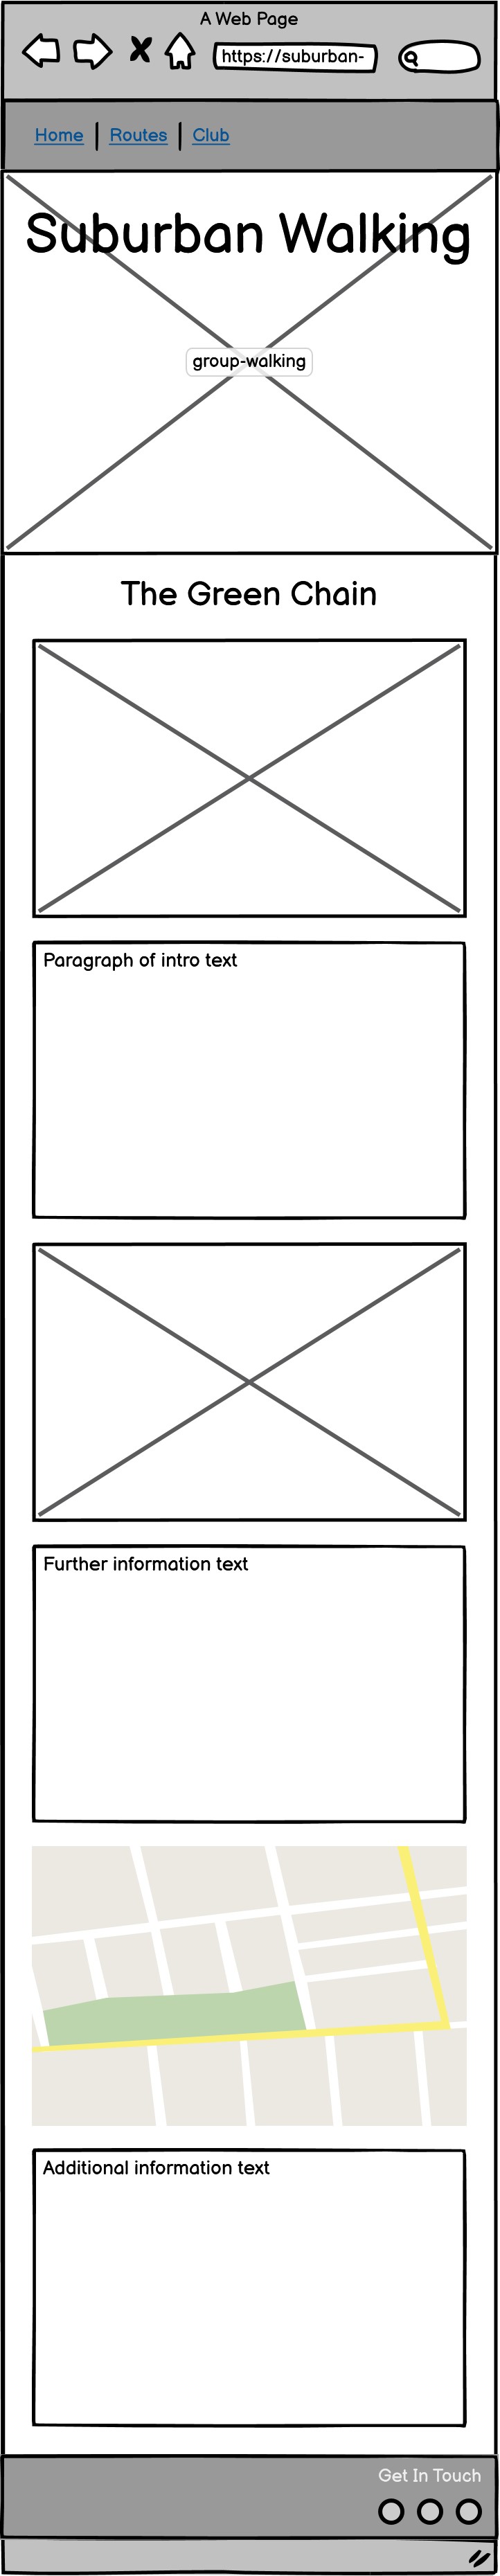 A Web Page
https://suburban-
Home
Routes
Club
Suburban Walking
group-walking
The Green Chain
Paragraph of intro text
Further information text
Additional information text
Get In Touch